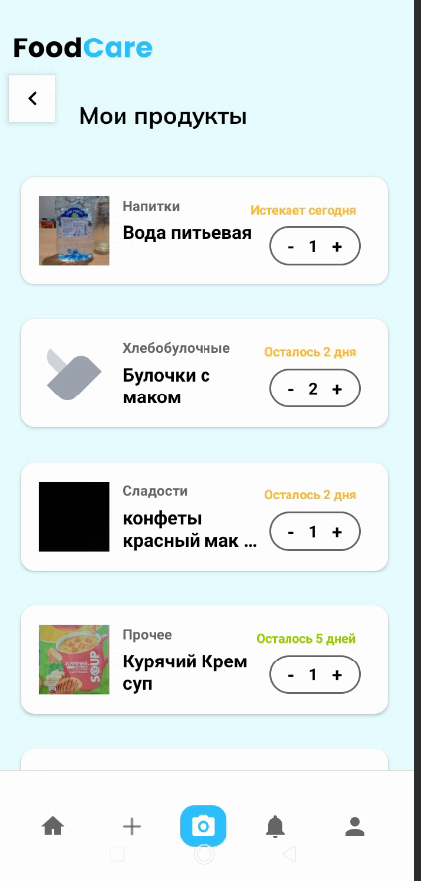 FoodCare
Мои продукты
Напитки
Истекает сегодня
Вода питьевая
- 1 +
Хлебобулочные
Осталось 2 дня
Булочки с
маком
- 2 +
Сладости
Осталось 2 дня
конфеты
красный мак ...
- 1 +
Прочее
Осталось 5 дней
Курячий Крем
суп
- 1 +
SOUP